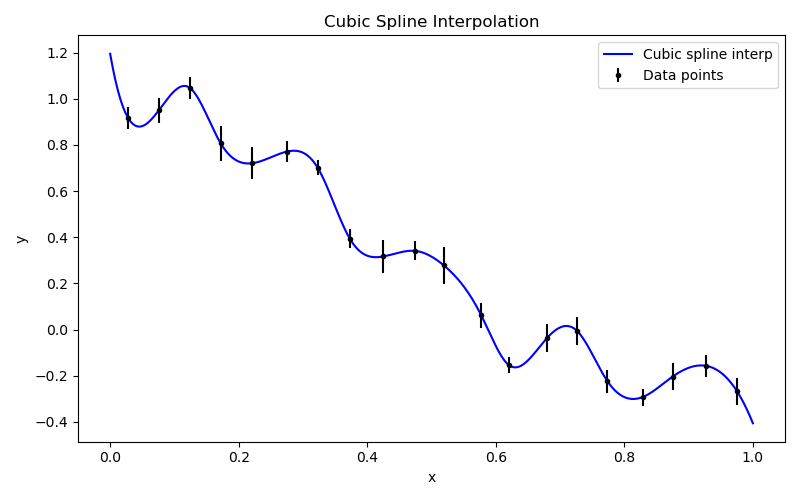 Cubic Spline Interpolation
Cubic spline interp
Data points
1.2
1.0
0.8
0.6
0.4
0.2
0.0
−0.2
−0.4
y
0.0 0.2 0.4 0.6 0.8 1.0
x